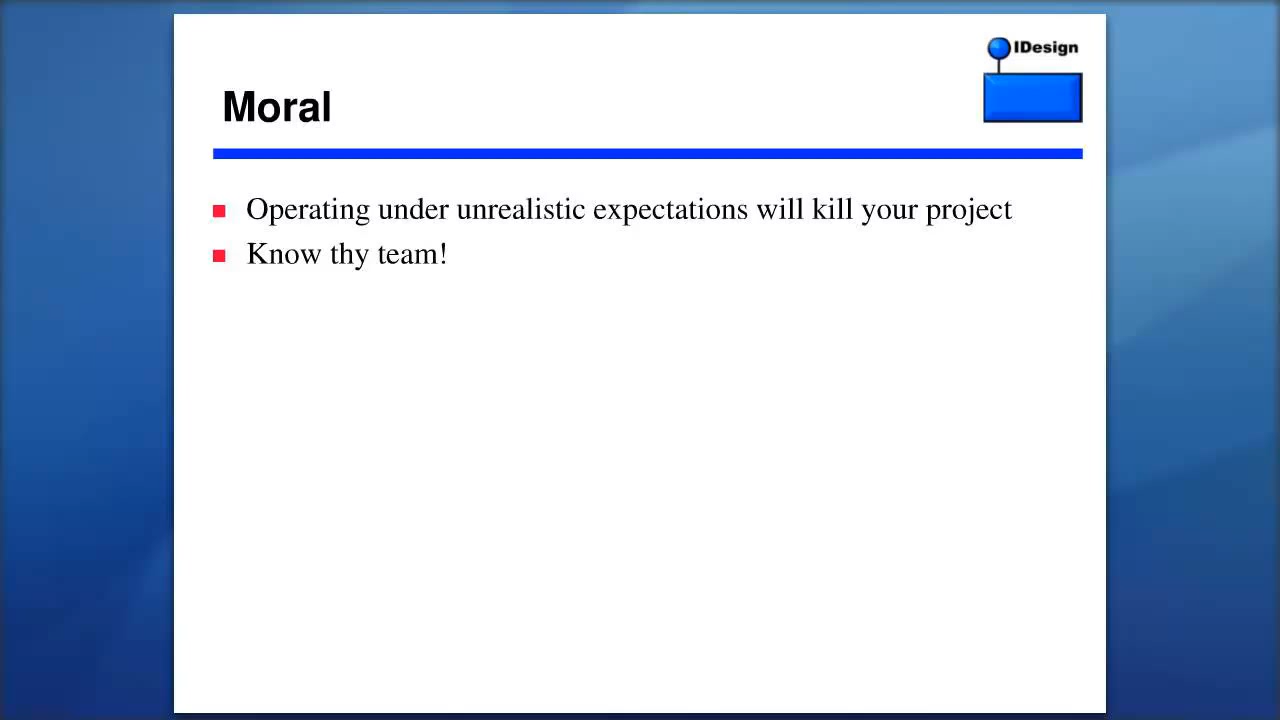 IDesign
Moral
Operating under unrealistic expectations will kill your project
Know thy team!